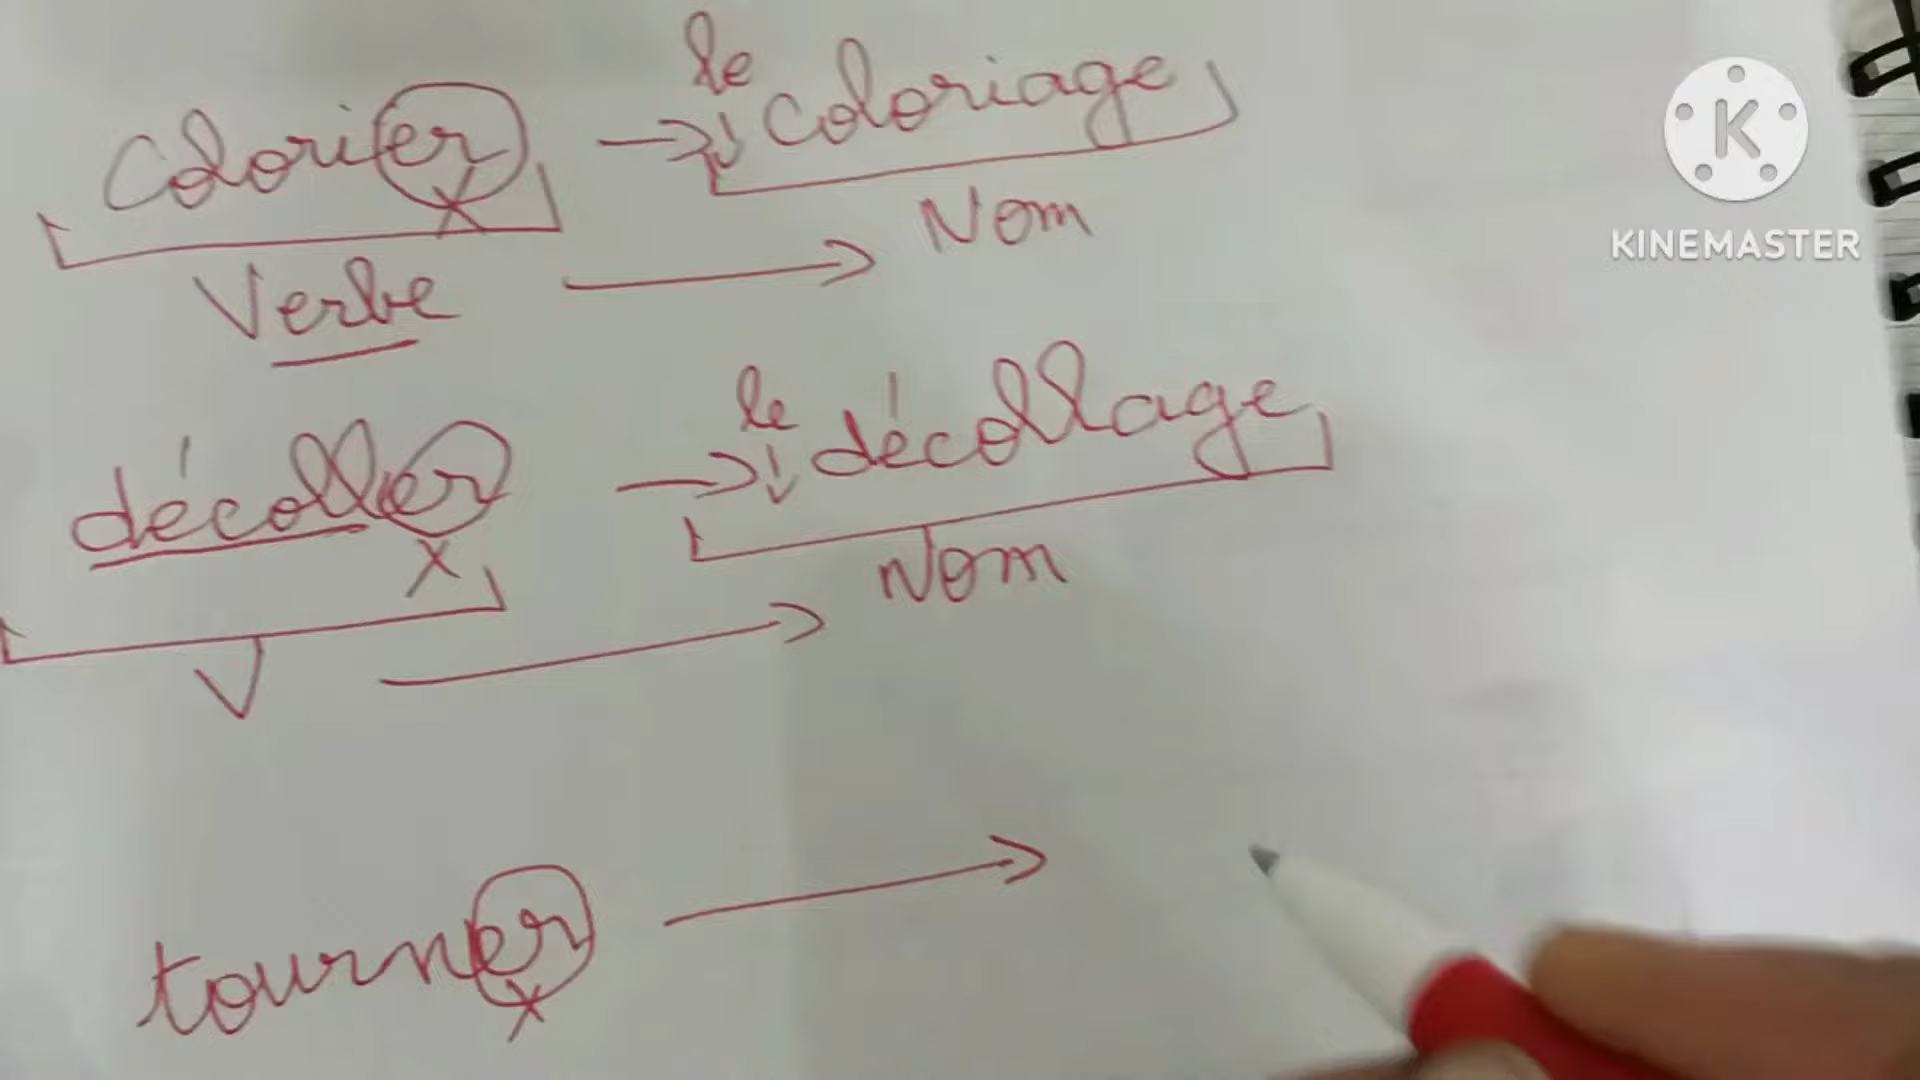 le
Colorier → coloriage
Nom
Verbe
le
décoller → décollage
Nom
V
tourner →
K
KINEMASTER